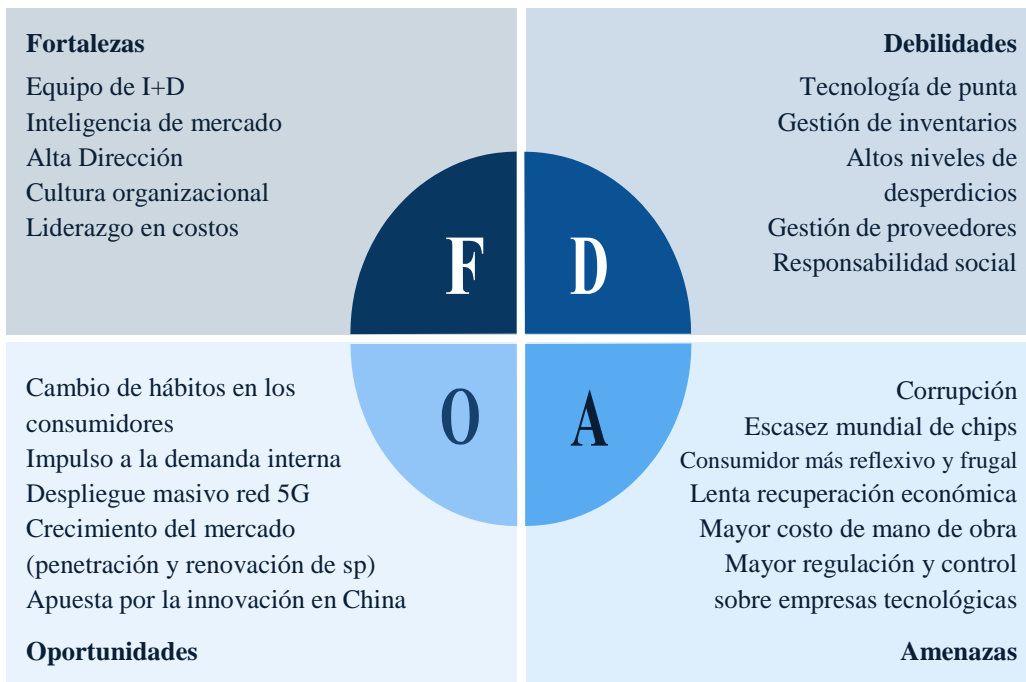 Fortalezas
Equipo de I+D
Inteligencia de mercado
Alta Dirección
Cultura organizacional
Liderazgo en costos
Debilidades
Tecnología de punta
Gestión de inventarios
Altos niveles de
desperdicios
Gestión de proveedores
Responsabilidad social
F
D
O
A
Cambio de hábitos en los
consumidores
Impulso a la demanda interna
Despliegue masivo red 5G
Crecimiento del mercado
(penetración y renovación de sp)
Apuesta por la innovación en China
Oportunidades
Corrupción
Escasez mundial de chips
Consumidor más reflexivo y frugal
Lenta recuperación económica
Mayor costo de mano de obra
Mayor regulación y control
sobre empresas tecnológicas
Amenazas